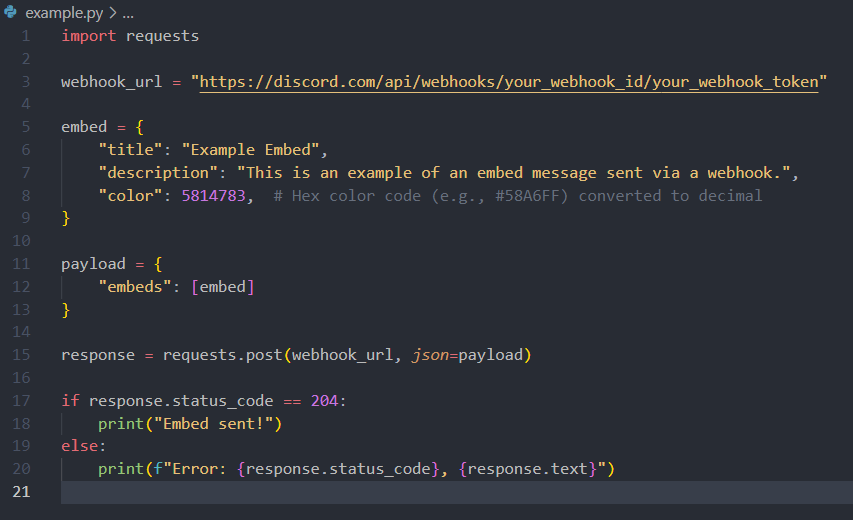 example.py > ...
1 import requests
2
3 webhook_url = "https://discord.com/api/webhooks/your_webhook_id/your_webhook_token"
4
5 embed = {
6     "title": "Example Embed",
7     "description": "This is an example of an embed message sent via a webhook.",
8     "color": 5814783,  # Hex color code (e.g., #58A6FF) converted to decimal
9 }
10
11 payload = {
12     "embeds": [embed]
13 }
14
15 response = requests.post(webhook_url, json=payload)
16
17 if response.status_code == 204:
18     print("Embed sent!")
19 else:
20     print(f"Error: {response.status_code}, {response.text}")
21